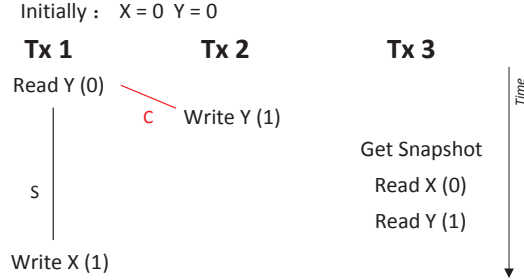 Initially : X = 0 Y = 0
Tx 1 Tx 2 Tx 3
Read Y (0)
C Write Y (1)
Time
Get Snapshot
S Read X (0)
Read Y (1)
Write X (1)